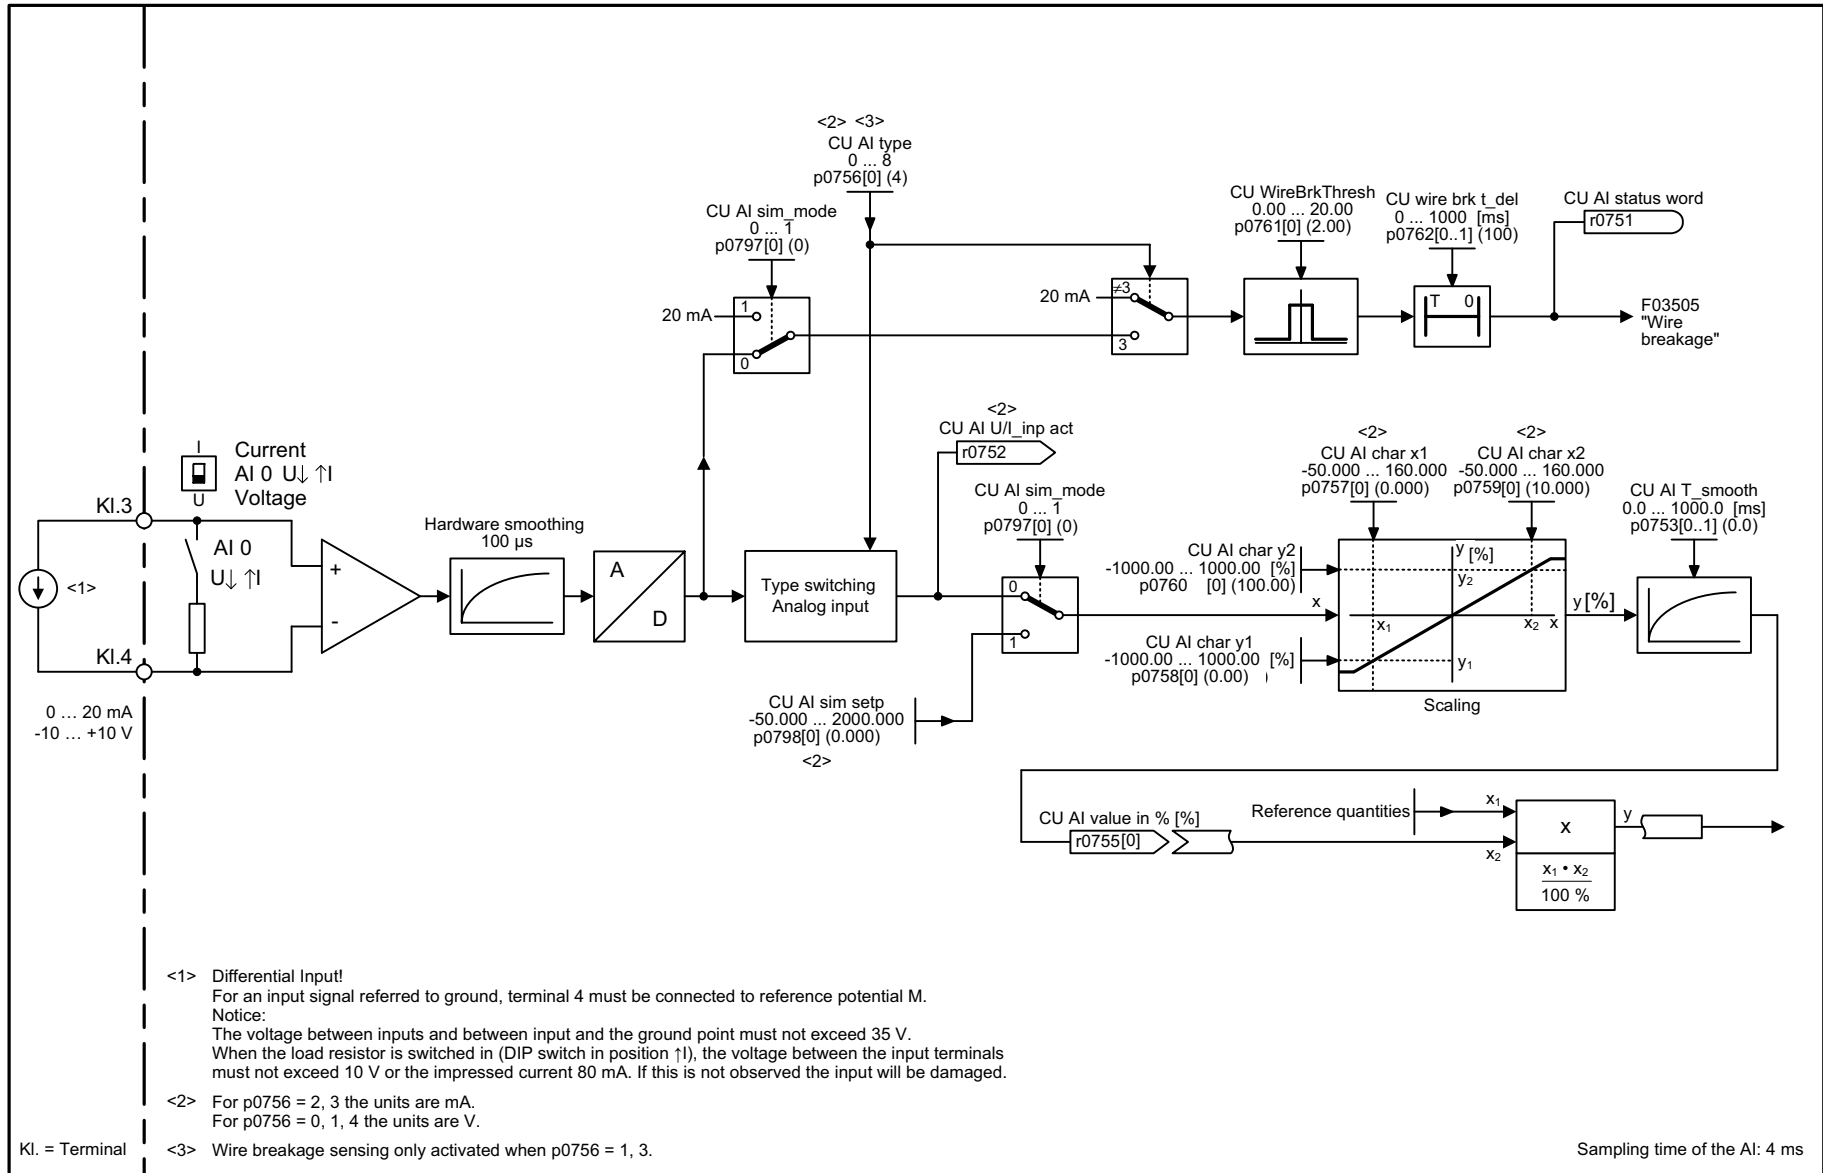 <2> <3>
CU AI type
0 ... 8
p0756[0] (4)
CU AI sim_mode
0 ... 1
p0797[0] (0)
1
20 mA
0
20 mA
≠3
3
CU WireBrkThresh
0.00 ... 20.00
p0761[0] (2.00)
CU wire brk t_del
0 ... 1000 [ms]
p0762[0..1] (100)
T 0
CU AI status word
r0751
F03505
"Wire
breakage"
I
U
Current
AI 0 U↓ ↑I
Voltage
Kl.3
AI 0
U↓ ↑I
<1>
Kl.4
0 ... 20 mA
-10 ... +10 V
+
-
Hardware smoothing
100 µs
A
D
Type switching
Analog input
<2>
CU AI U/I_inp act
r0752
CU AI sim_mode
0 ... 1
p0797[0] (0)
0
1
CU AI sim setp
-50.000 ... 2000.000
p0798[0] (0.000)
<2>
CU AI char y2
-1000.00 ... 1000.00 [%]
p0760 [0] (100.00)
x
CU AI char y1
-1000.00 ... 1000.00 [%]
p0758[0] (0.00) )
<2>
CU AI char x1
-50.000 ... 160.000
p0757[0] (0.000)
<2>
CU AI char x2
-50.000 ... 160.000
p0759[0] (10.000)
y [%]
y₂
x₁
x₂ x
y₁
Scaling
y[%]
CU AI T_smooth
0.0 ... 1000.0 [ms]
p0753[0..1] (0.0)
CU AI value in % [%]
r0755[0]
Reference quantities
x₁
x₂
x
y
x₁ • x₂
100 %
<1> Differential Input!
For an input signal referred to ground, terminal 4 must be connected to reference potential M.
Notice:
The voltage between inputs and between input and the ground point must not exceed 35 V.
When the load resistor is switched in (DIP switch in position ↑I), the voltage between the input terminals
must not exceed 10 V or the impressed current 80 mA. If this is not observed the input will be damaged.
<2> For p0756 = 2, 3 the units are mA.
For p0756 = 0, 1, 4 the units are V.
<3> Wire breakage sensing only activated when p0756 = 1, 3.
Kl. = Terminal
Sampling time of the AI: 4 ms